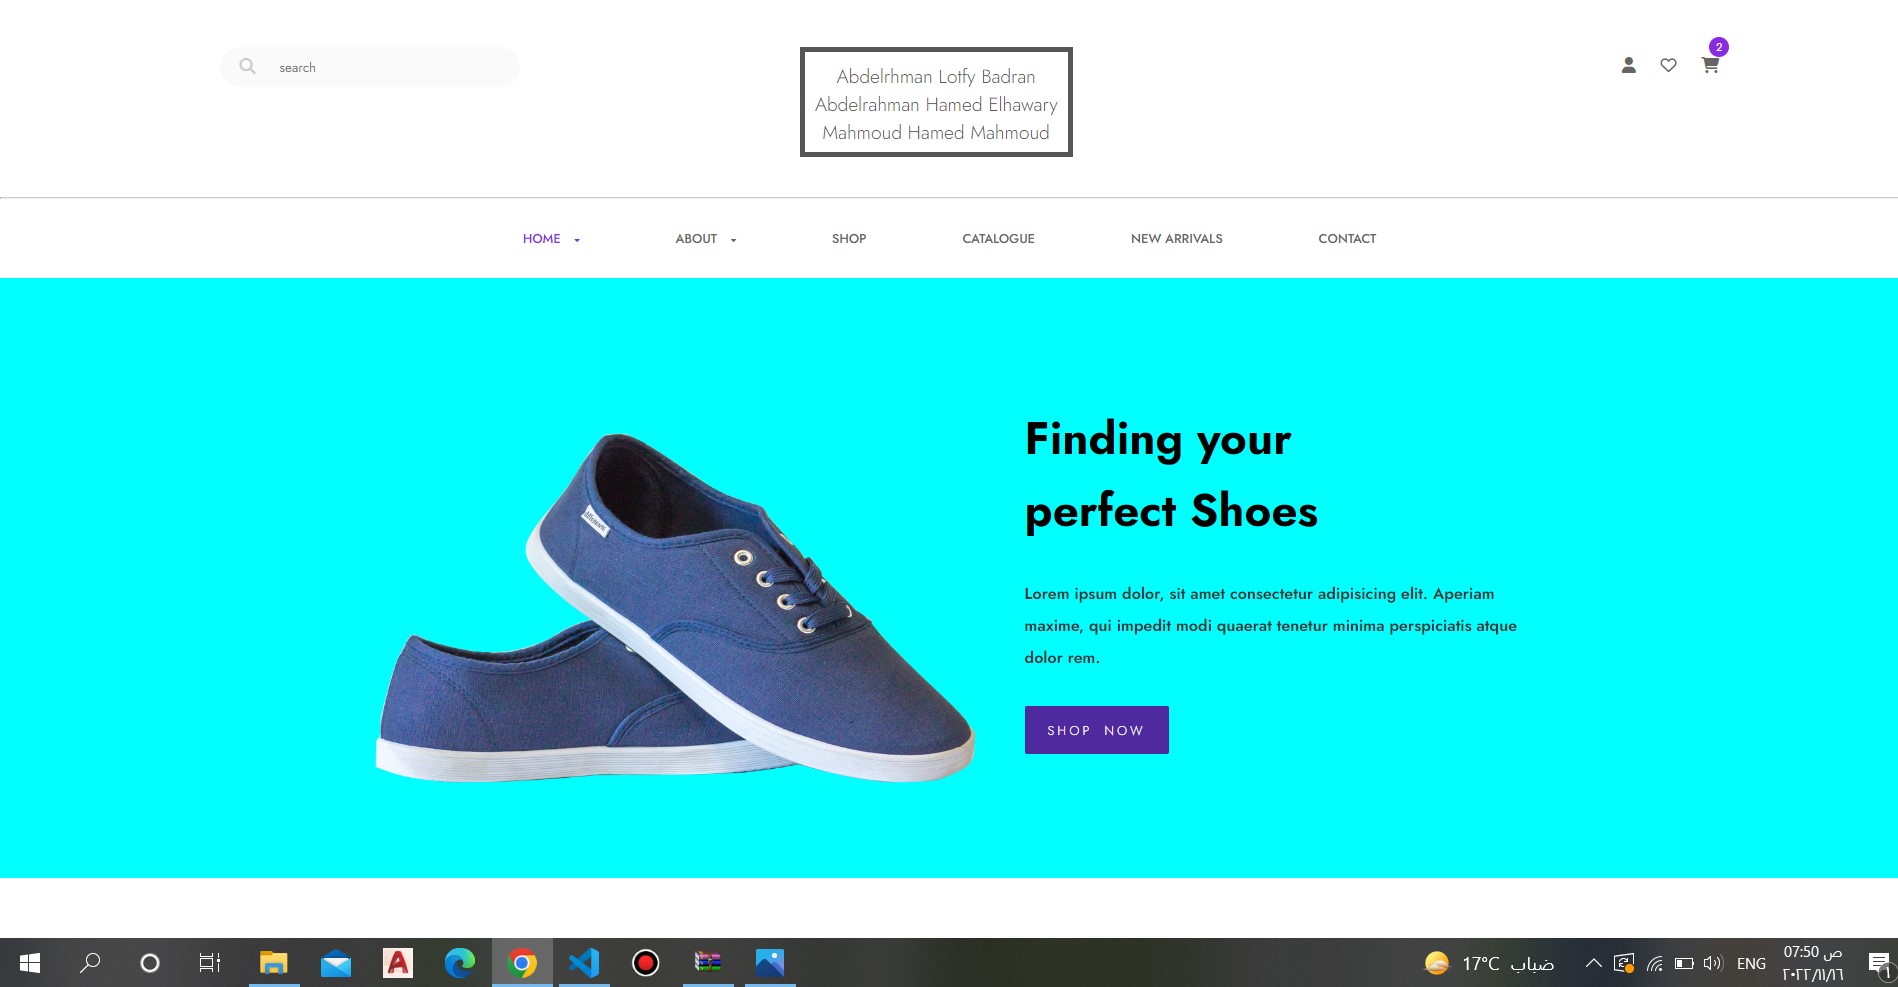 search
2
Abdelrhman Lotfy Badran
Abdelrahman Hamed Elhawary
Mahmoud Hamed Mahmoud
HOME
ABOUT
SHOP
CATALOGUE
NEW ARRIVALS
CONTACT
Finding your
perfect Shoes
Lorem ipsum dolor, sit amet consectetur adipisicing elit. Aperiam
maxime, qui impedit modi quaerat tenetur minima perspiciatis atque
dolor rem.
SHOP NOW
17°C ضباب
ENG
07:50 ص
٢٠٢٢/١١/١٦
١